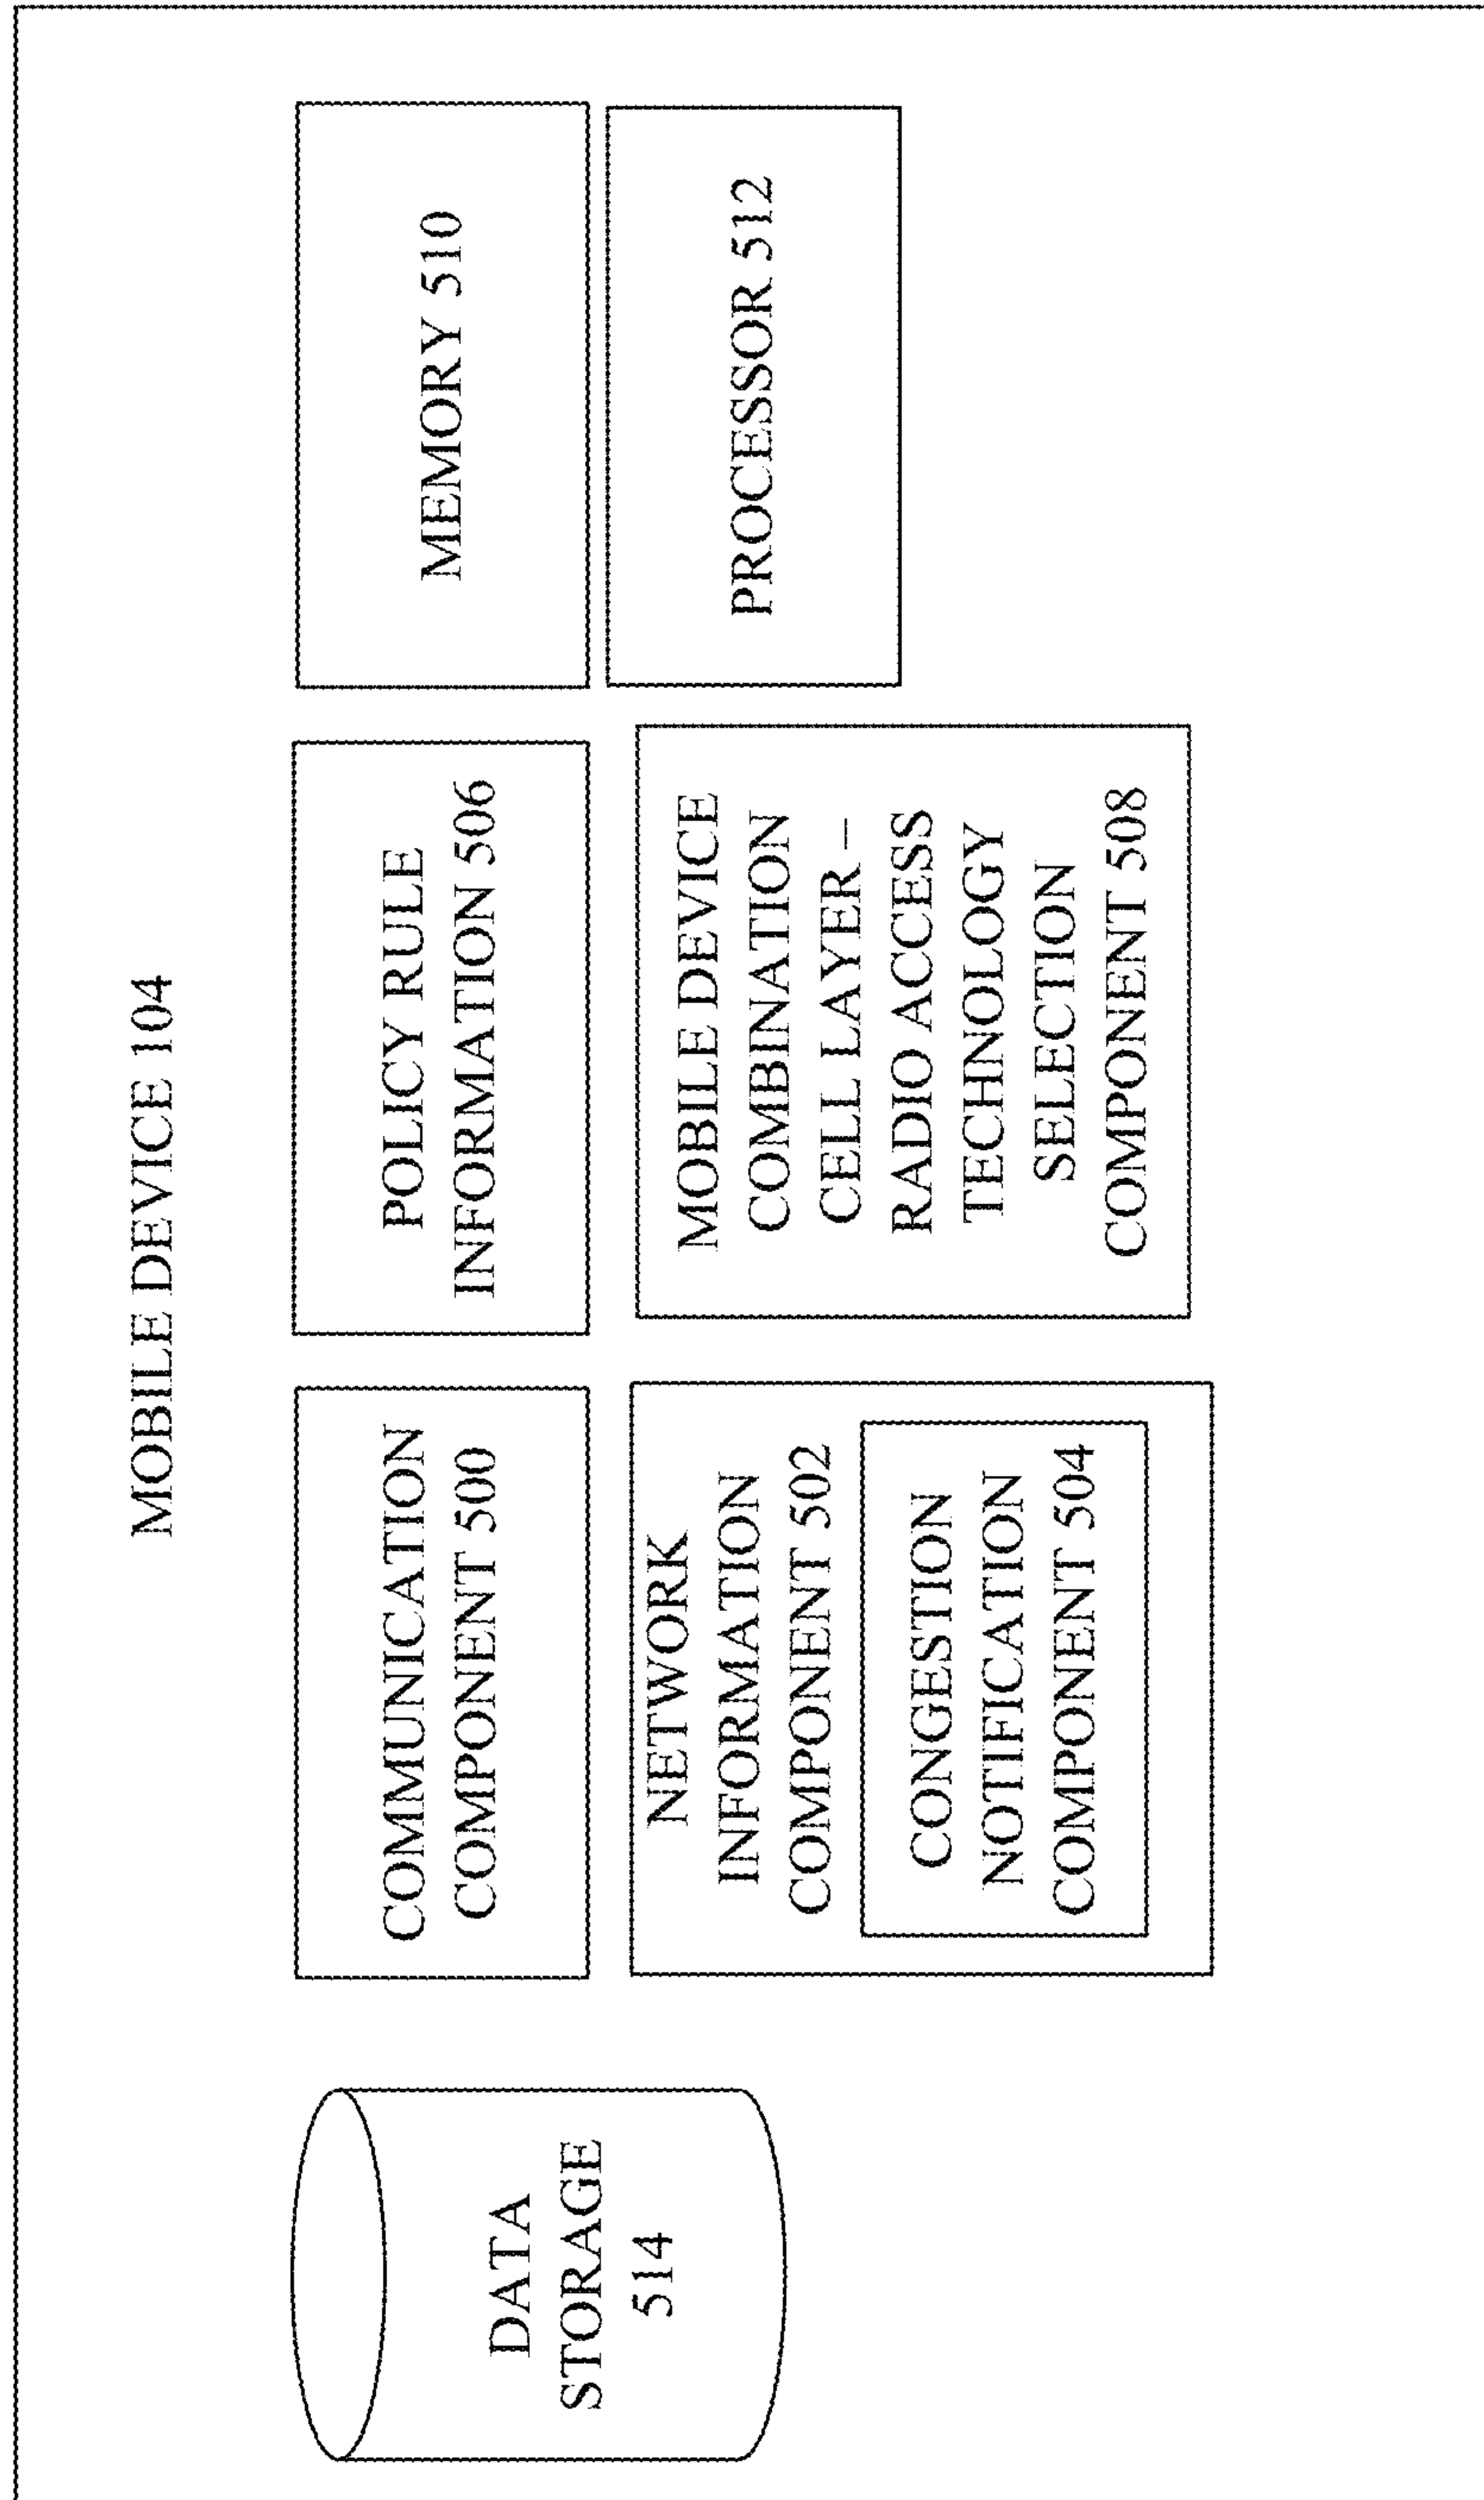 MOBILE DEVICE 104
DATA
STORAGE
514
COMMUNICATION
COMPONENT 500
NETWORK
INFORMATION
COMPONENT 502
CONGESTION
NOTIFICATION
COMPONENT 504
POLICY RULE
INFORMATION 506
MOBILE DEVICE
COMBINATION
CELL LAYER–
RADIO ACCESS
TECHNOLOGY
SELECTION
COMPONENT 508
MEMORY 510
PROCESSOR 512